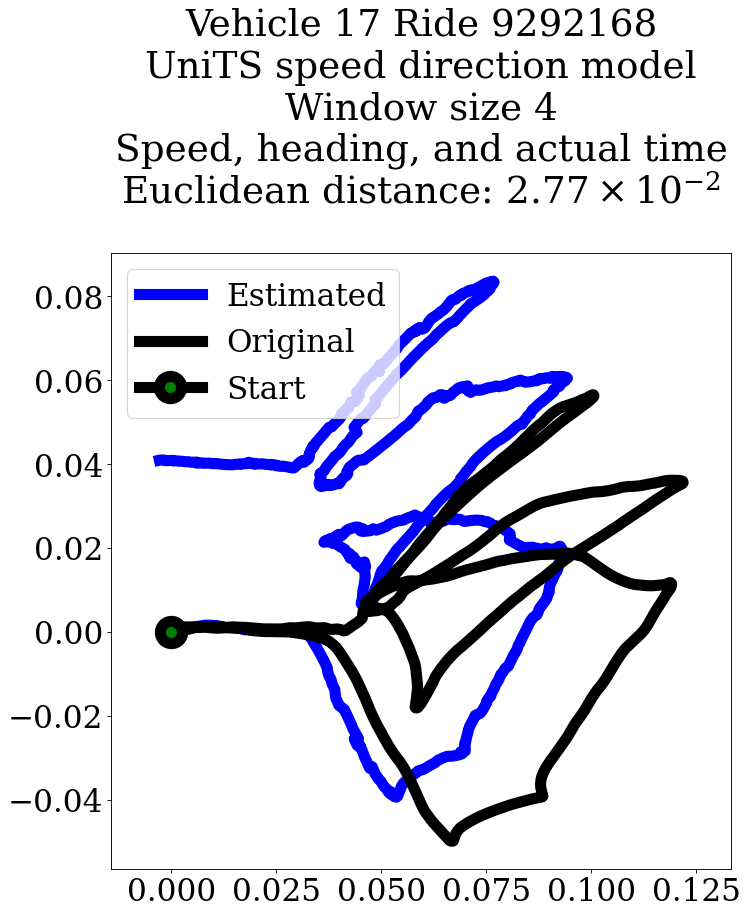 Vehicle 17 Ride 9292168
UniTS speed direction model
Window size 4
Speed, heading, and actual time
Euclidean distance: 2.77 × 10⁻²
Estimated
Original
Start
0.08
0.06
0.04
0.02
0.00
−0.02
−0.04
0.000 0.025 0.050 0.075 0.100 0.125